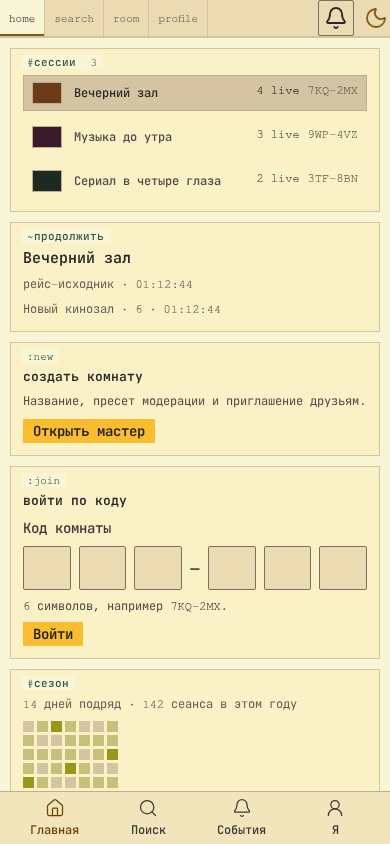 home search room profile
#сессии 3
Вечерний зал 4 live 7KQ-2MX
Музыка до утра 3 live 9WP-4VZ
Сериал в четыре глаза 2 live 3TF-8BN
~продолжить
Вечерний зал
рейс-исходник · 01:12:44
Новый кинозал · 6 · 01:12:44
:new
создать комнату
Название, пресет модерации и приглашение друзьям.
Открыть мастер
:join
войти по коду
Код комнаты
—
6 символов, например 7KQ-2MX.
Войти
#сезон
14 дней подряд · 142 сеанса в этом году
Главная Поиск События Я